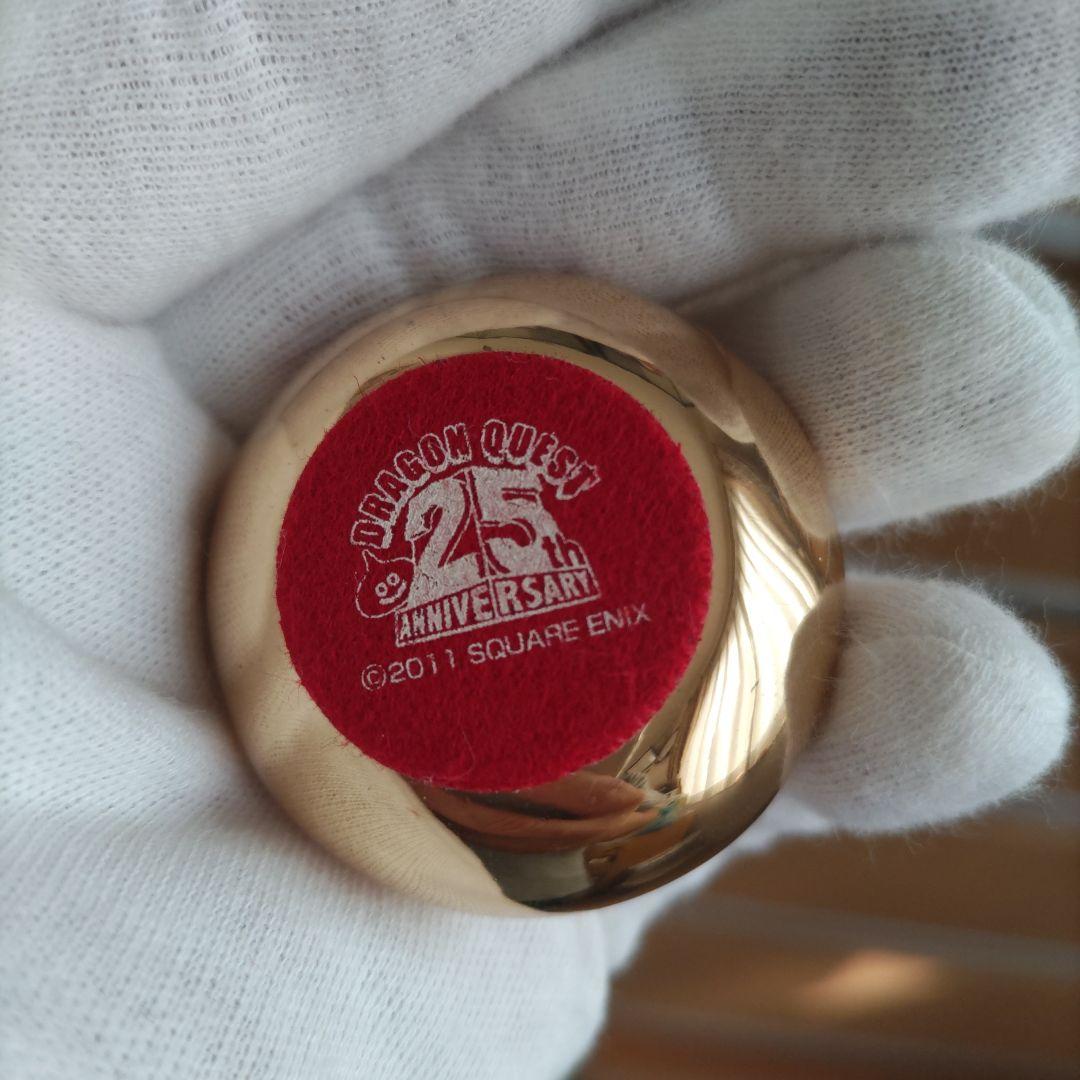 DRAGON QUEST
25th
ANNIVERSARY
©2011 SQUARE ENIX